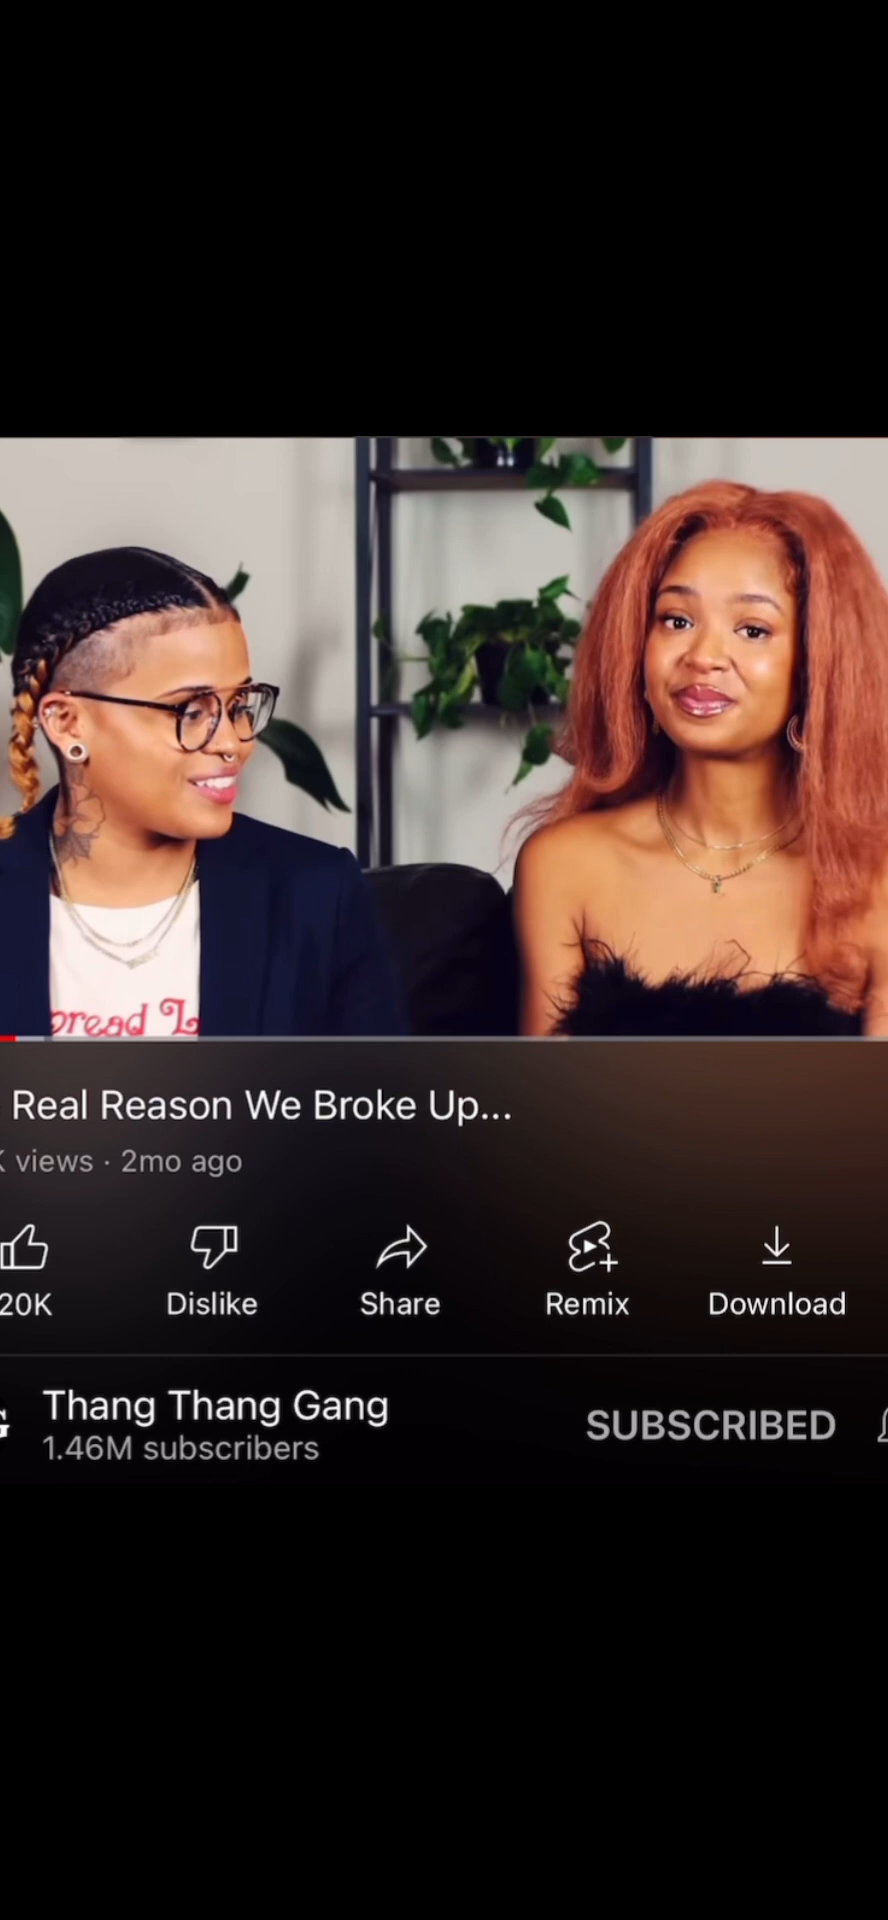 pread L
Real Reason We Broke Up...
K views · 2mo ago
20K
Dislike
Share
Remix
Download
G
Thang Thang Gang
1.46M subscribers
SUBSCRIBED